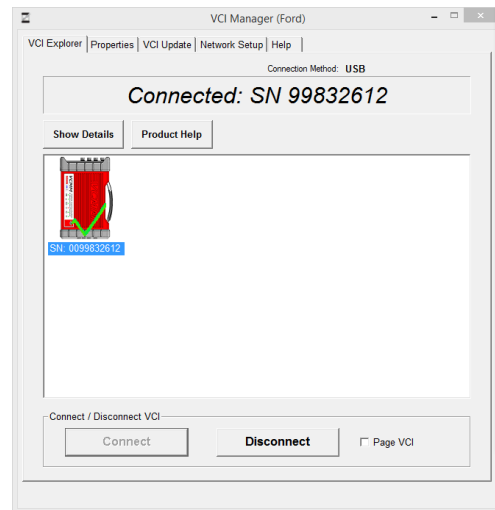 VCI Manager (Ford)
VCI Explorer Properties VCI Update Network Setup Help
Connection Method: USB
Connected: SN 99832612
Show Details Product Help
SN: 0099832612
Connect / Disconnect VCI
Connect Disconnect Page VCI